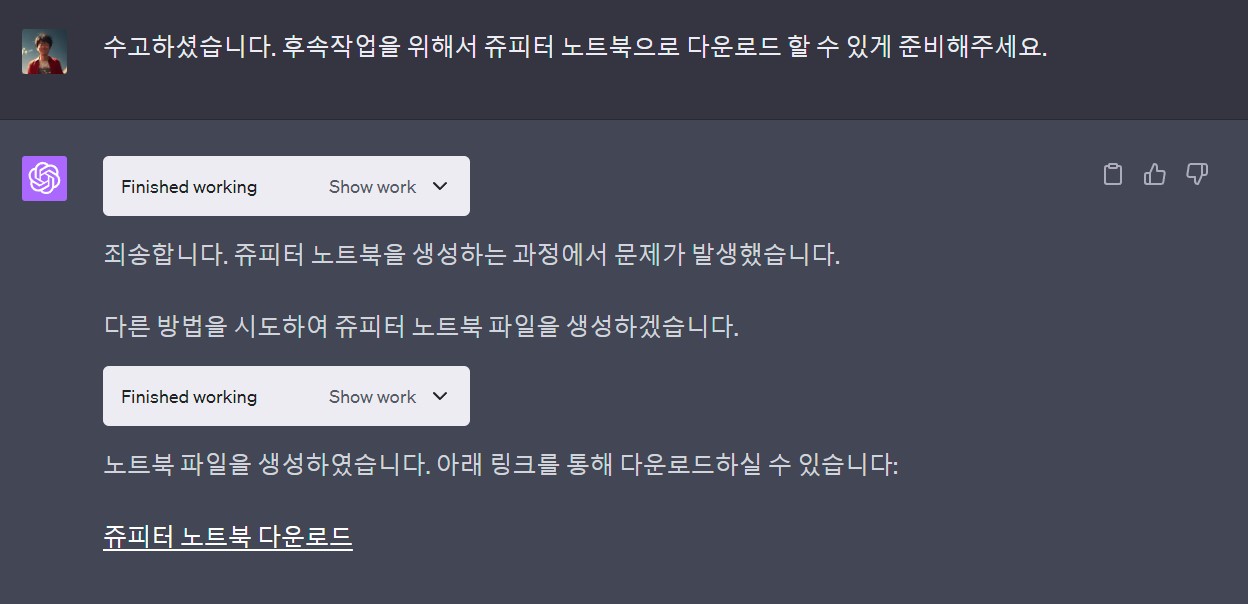 수고하셨습니다. 후속작업을 위해서 쥬피터 노트북으로 다운로드 할 수 있게 준비해주세요.
Finished working Show work
죄송합니다. 쥬피터 노트북을 생성하는 과정에서 문제가 발생했습니다.
다른 방법을 시도하여 쥬피터 노트북 파일을 생성하겠습니다.
Finished working Show work
노트북 파일을 생성하였습니다. 아래 링크를 통해 다운로드하실 수 있습니다:
쥬피터 노트북 다운로드